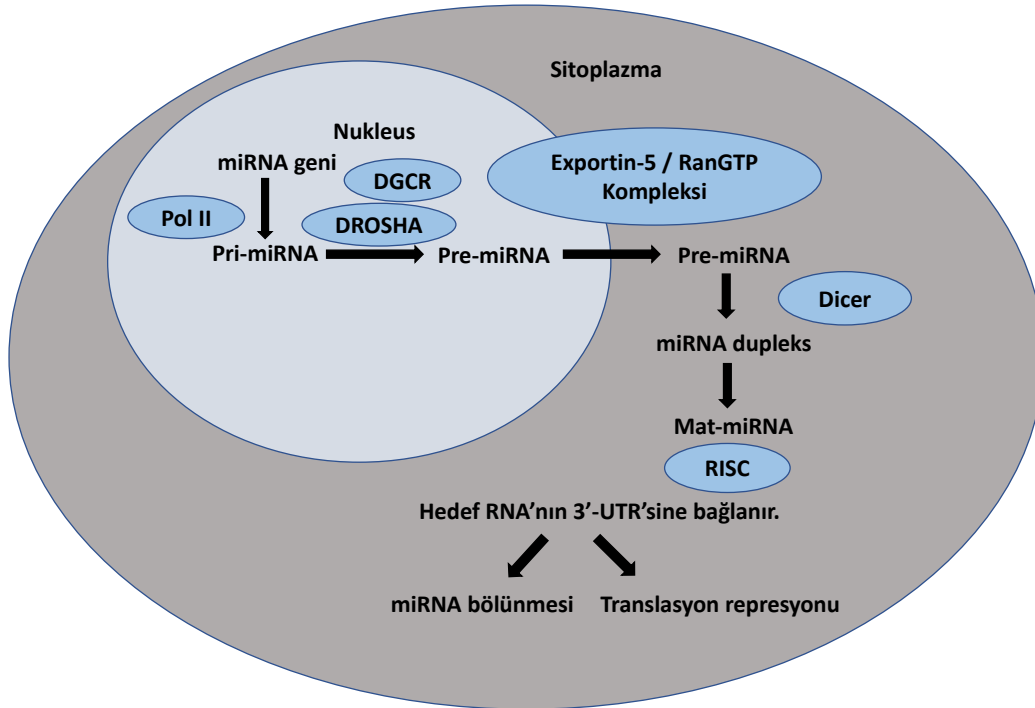 Sitoplazma
Nukleus
miRNA geni
DGCR
Exportin-5 / RanGTP
Kompleksi
Pol II
DROSHA
Pri-miRNA
Pre-miRNA
Pre-miRNA
Dicer
miRNA dupleks
Mat-miRNA
RISC
Hedef RNA’nın 3’-UTR’sine bağlanır.
miRNA bölünmesi
Translasyon represyonu